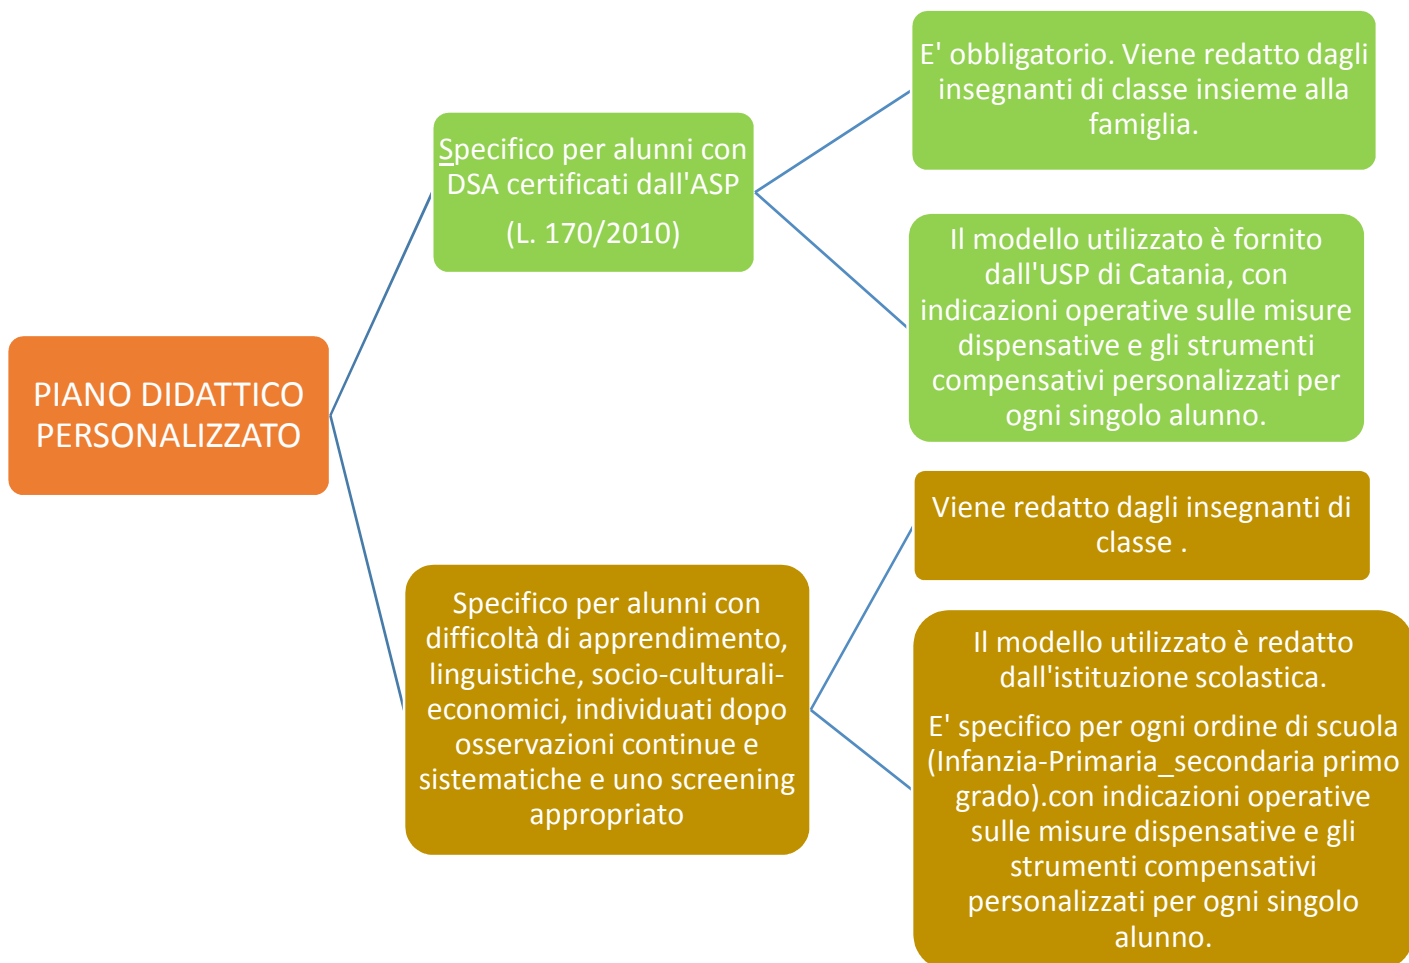 PIANO DIDATTICO
PERSONALIZZATO
Specifico per alunni con
DSA certificati dall'ASP
(L. 170/2010)
E' obbligatorio. Viene redatto dagli
insegnanti di classe insieme alla
famiglia.
Il modello utilizzato è fornito
dall'USP di Catania, con
indicazioni operative sulle misure
dispensative e gli strumenti
compensativi personalizzati per
ogni singolo alunno.
Specifico per alunni con
difficoltà di apprendimento,
linguistiche, socio-culturali-
economici, individuati dopo
osservazioni continue e
sistematiche e uno screening
appropriato
Viene redatto dagli insegnanti di
classe .
Il modello utilizzato è redatto
dall'istituzione scolastica.
E' specifico per ogni ordine di scuola
(Infanzia-Primaria_secondaria primo
grado).con indicazioni operative
sulle misure dispensative e gli
strumenti compensativi
personalizzati per ogni singolo
alunno.